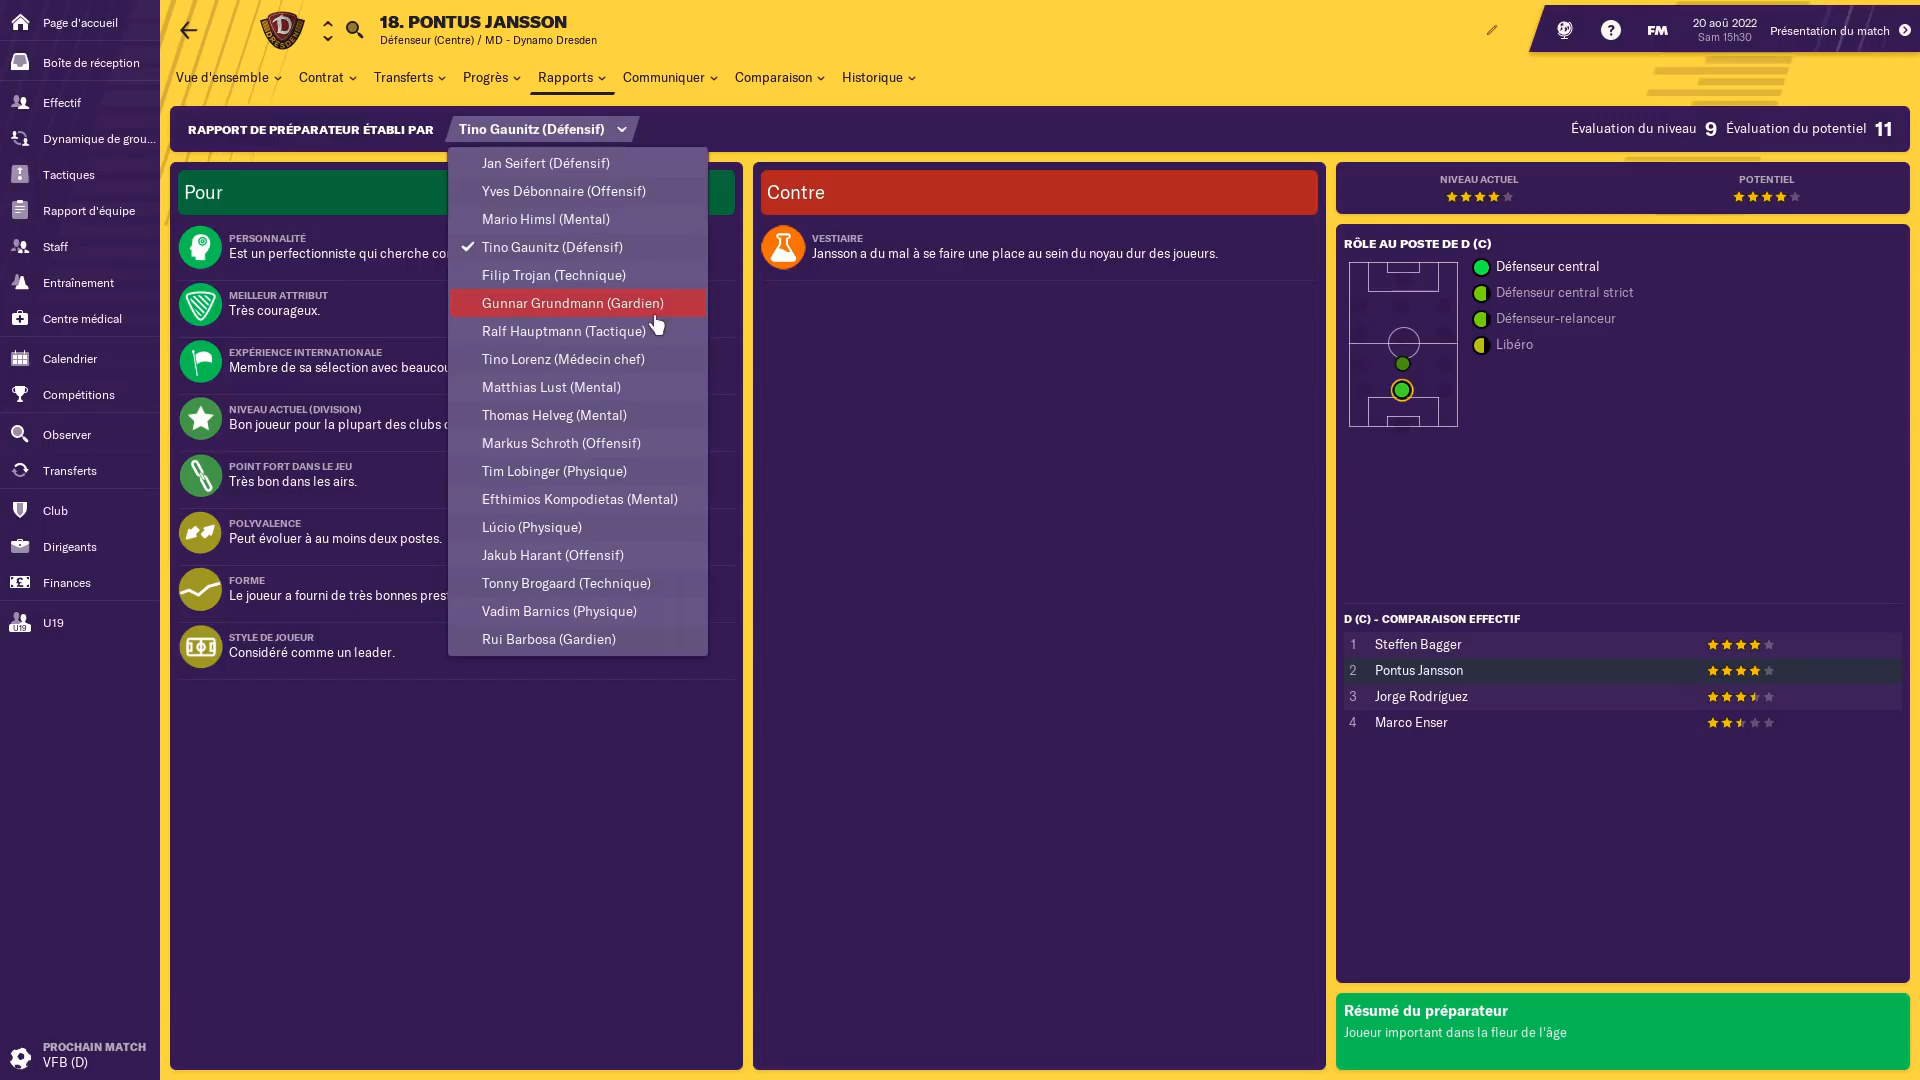 Page d'accueil
Boîte de réception
Effectif
Dynamique de grou...
Tactiques
Rapport d'équipe
Staff
Entraînement
Centre médical
Calendrier
Compétitions
Observer
Transferts
Club
Dirigeants
Finances
U19
U19
PROCHAIN MATCH
VFB (D)
18. PONTUS JANSSON
Défenseur (Centre) / MD - Dynamo Dresden
FM
20 aoû 2022
Sam 15h30
Présentation du match
Vue d'ensemble
Contrat
Transferts
Progrès
Rapports
Communiquer
Comparaison
Historique
RAPPORT DE PRÉPARATEUR ÉTABLI PAR
Tino Gaunitz (Défensif)
Évaluation du niveau 9 Évaluation du potentiel 11
Jan Seifert (Défensif)
Yves Débonnaire (Offensif)
Mario Himsl (Mental)
Tino Gaunitz (Défensif)
Filip Trojan (Technique)
Gunnar Grundmann (Gardien)
Ralf Hauptmann (Tactique)
Tino Lorenz (Médecin chef)
Matthias Lust (Mental)
Thomas Helveg (Mental)
Markus Schroth (Offensif)
Tim Lobinger (Physique)
Efthimios Kompodietas (Mental)
Lúcio (Physique)
Jakub Harant (Offensif)
Tonny Brogaard (Technique)
Vadim Barnics (Physique)
Rui Barbosa (Gardien)
Pour
PERSONNALITÉ
Est un perfectionniste qui cherche
MEILLEUR ATTRIBUT
Très courageux.
EXPÉRIENCE INTERNATIONALE
Membre de sa sélection avec
NIVEAU ACTUEL (DIVISION)
Bon joueur pour la plupart des clubs
POINT FORT DANS LE JEU
Très bon dans les airs.
POLYVALENCE
Peut évoluer à au moins deux postes.
FORME
Le joueur a fourni de très bonnes
STYLE DE JOUEUR
Considéré comme un leader.
Contre
VESTIAIRE
Jansson a du mal à se faire une place au sein du noyau dur des joueurs.
NIVEAU ACTUEL
POTENTIEL
RÔLE AU POSTE DE D (C)
Défenseur central
Défenseur central strict
Défenseur-relanceur
Libéro
D (C) - COMPARAISON EFFECTIF
1 Steffen Bagger
2 Pontus Jansson
3 Jorge Rodríguez
4 Marco Enser
Résumé du préparateur
Joueur important dans la fleur de l'âge